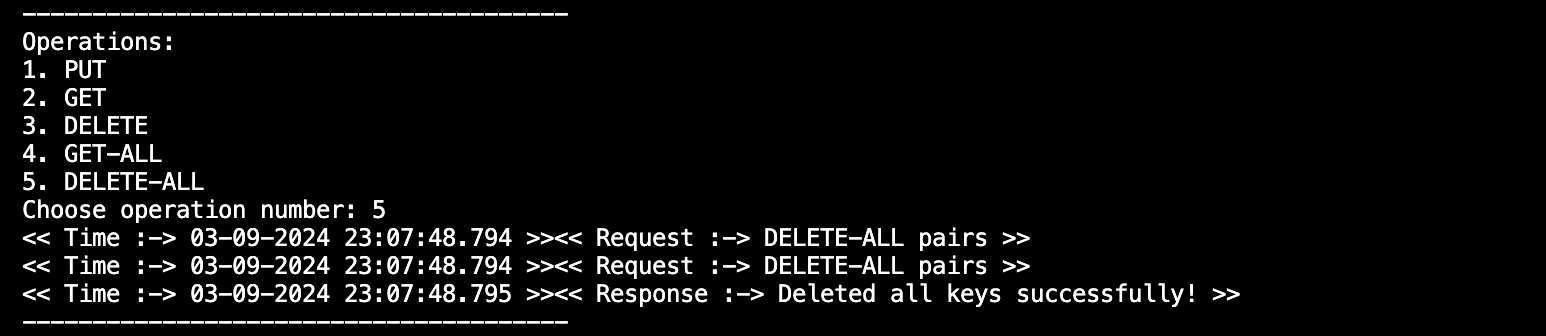 ---------------------------------------
Operations:
1. PUT
2. GET
3. DELETE
4. GET-ALL
5. DELETE-ALL
Choose operation number: 5
<< Time :-> 03-09-2024 23:07:48.794 >><< Request :-> DELETE-ALL pairs >>
<< Time :-> 03-09-2024 23:07:48.794 >><< Request :-> DELETE-ALL pairs >>
<< Time :-> 03-09-2024 23:07:48.795 >><< Response :-> Deleted all keys successfully! >>
---------------------------------------